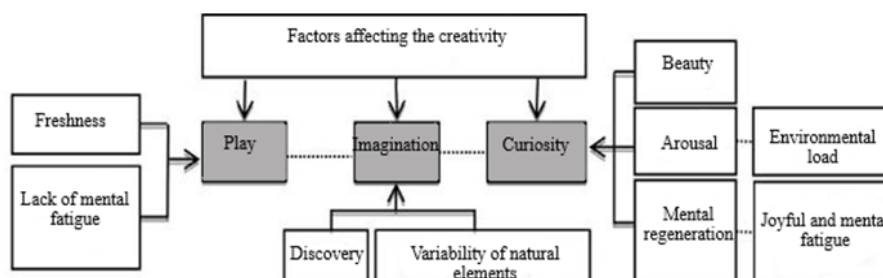 Factors affecting the creativity
Beauty
Freshness
Play
Imagination
Curiosity
Arousal
Environmental
load
Lack of mental
fatigue
Mental
regeneration
Joyful and mental
fatigue
Discovery
Variability of natural
elements